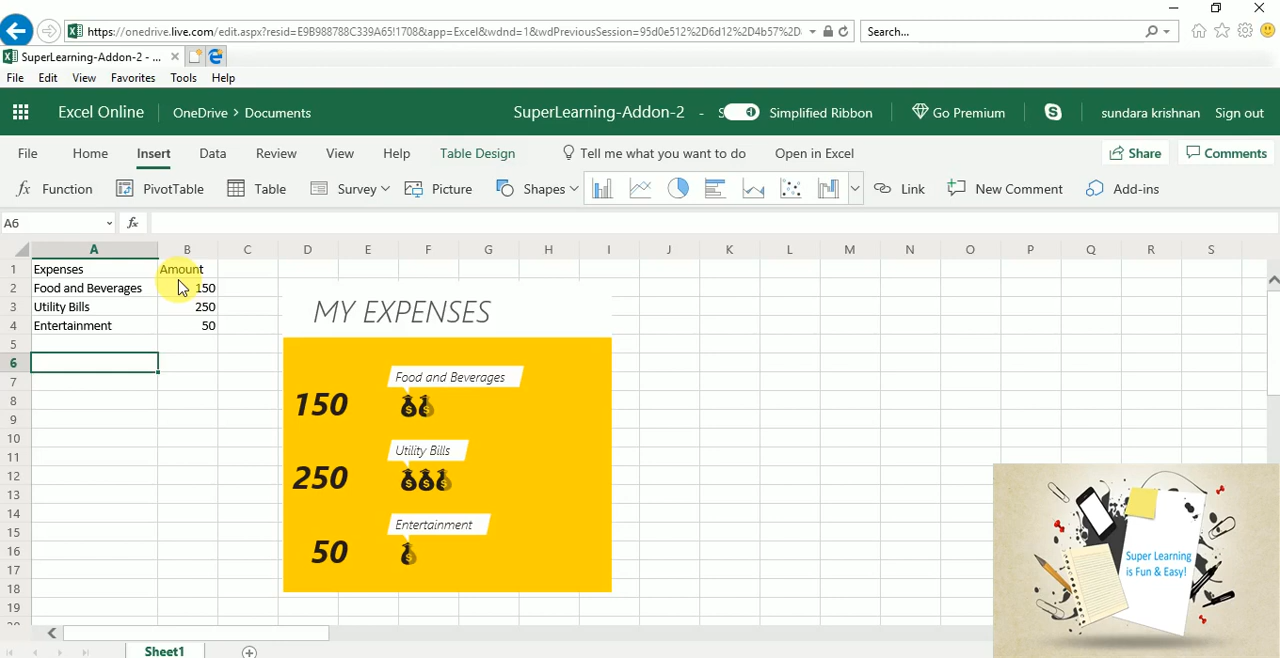 https://onedrive.live.com/edit.aspx?resid=E9B988788C339A65!1708&app=Excel&wdnd=1&wdPreviousSession=95d0e512%2D6d12%2D4b57%2D
Search...
SuperLearning-Addon-2 - ...
File Edit View Favorites Tools Help
Excel Online OneDrive > Documents SuperLearning-Addon-2 - S Simplified Ribbon Go Premium sundara krishnan Sign out
File Home Insert Data Review View Help Table Design Tell me what you want to do Open in Excel Share Comments
fx Function PivotTable Table Survey Picture Shapes Link New Comment Add-ins
A6 fx
A B C D E F G H I J K L M N O P Q R S
1 Expenses Amount
2 Food and Beverages 150
3 Utility Bills 250
4 Entertainment 50
5
6
7
8
9
10
11
12
13
14
15
16
17
18
19
MY EXPENSES
Food and Beverages
150
Utility Bills
250
Entertainment
50
Super Learning
is Fun & Easy!
Sheet1